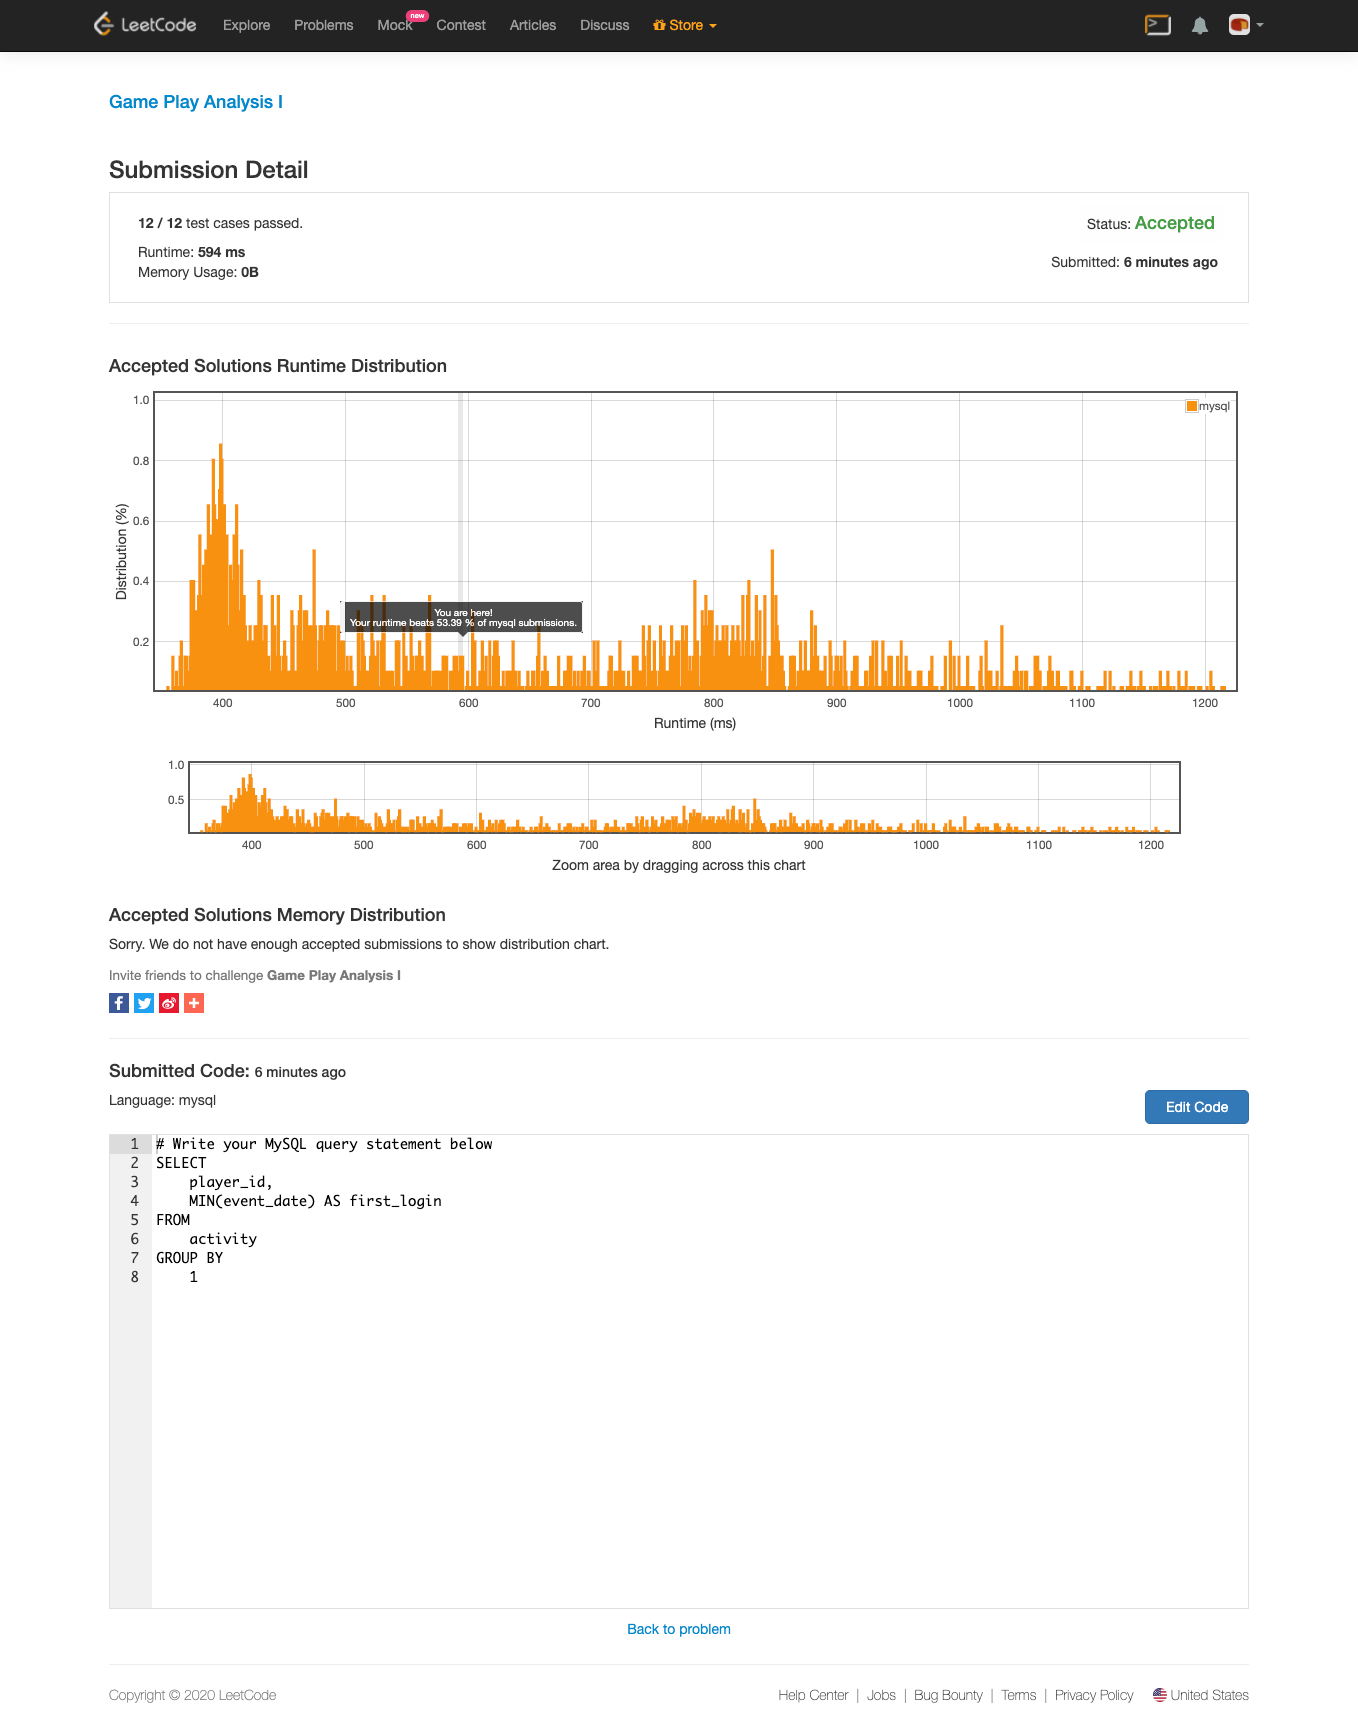 LeetCode Explore Problems Mock new Contest Articles Discuss Store
Game Play Analysis I
Submission Detail
12 / 12 test cases passed.
Status: Accepted
Runtime: 594 ms
Submitted: 6 minutes ago
Memory Usage: 0B
Accepted Solutions Runtime Distribution
1.0
mysql
0.8
0.6
0.4
0.2
Distribution (%)
You are here!
Your runtime beats 53.39 % of mysql submissions.
400 500 600 700 800 900 1000 1100 1200
Runtime (ms)
1.0
0.5
400 500 600 700 800 900 1000 1100 1200
Zoom area by dragging across this chart
Accepted Solutions Memory Distribution
Sorry. We do not have enough accepted submissions to show distribution chart.
Invite friends to challenge Game Play Analysis I
Submitted Code: 6 minutes ago
Language: mysql
Edit Code
1 # Write your MySQL query statement below
2 SELECT
3     player_id,
4     MIN(event_date) AS first_login
5 FROM
6     activity
7 GROUP BY
8     1
Back to problem
Copyright © 2020 LeetCode
Help Center | Jobs | Bug Bounty | Terms | Privacy Policy United States